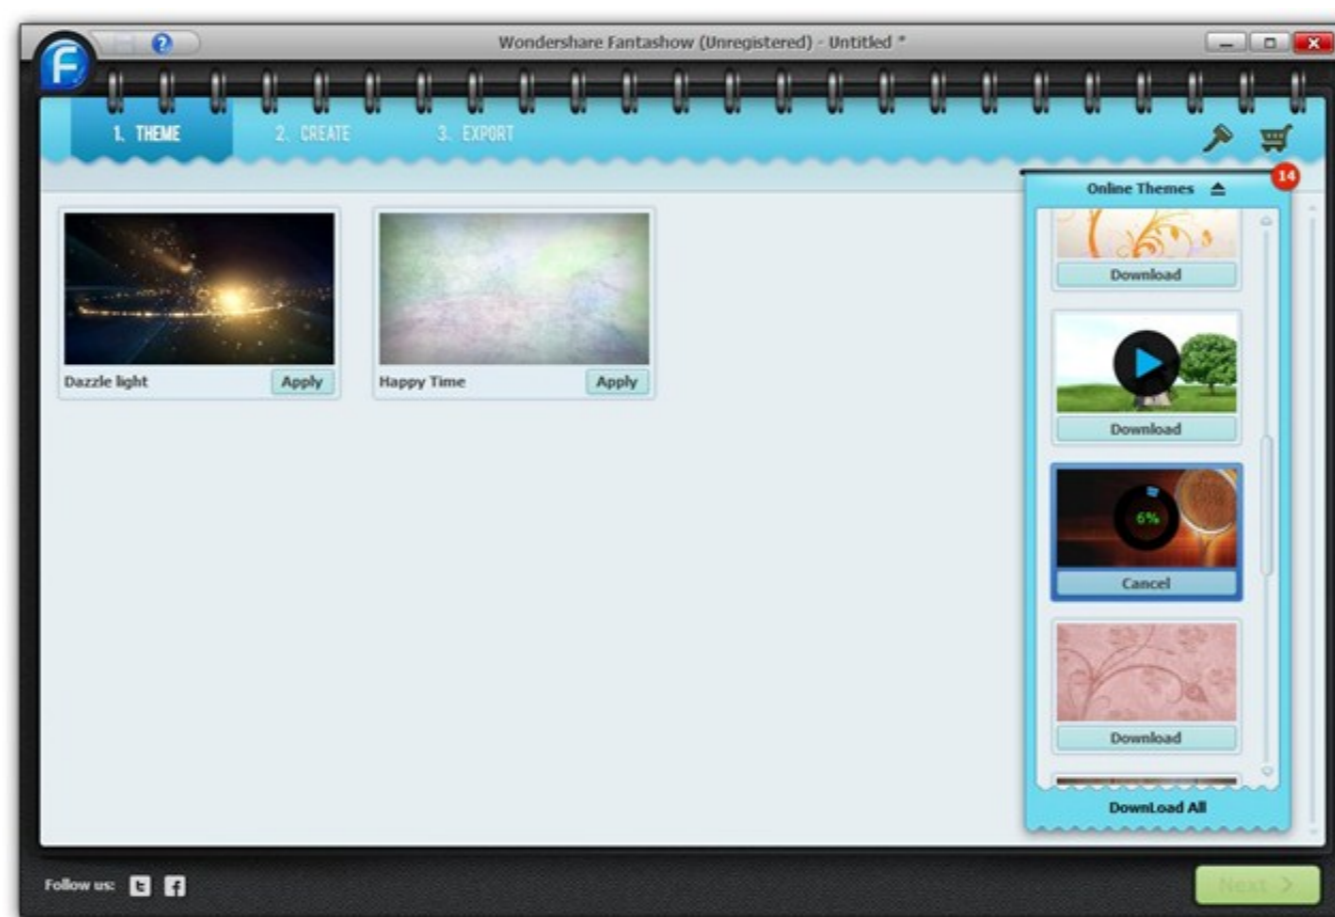 F
?
Wondershare Fantashow (Unregistered) - Untitled *
1. THEME
2. CREATE
3. EXPORT
14
Online Themes
Dazzle light
Apply
Happy Time
Apply
Download
Download
6%
Cancel
Download
DownLoad All
Follow us:
t
f
Next >